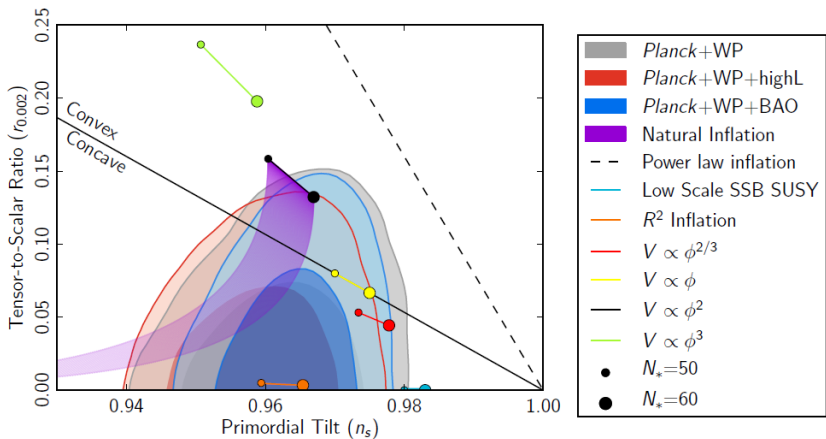 0.25
0.20
0.15
0.10
0.05
0.00
Tensor-to-Scalar Ratio (r0.002)
Convex
Concave
0.94
0.96
0.98
1.00
Primordial Tilt (ns)
Planck+WP
Planck+WP+highL
Planck+WP+BAO
Natural Inflation
Power law inflation
Low Scale SSB SUSY
R² Inflation
V ∝ ϕ^2/3
V ∝ ϕ
V ∝ ϕ²
V ∝ ϕ³
N*=50
N*=60